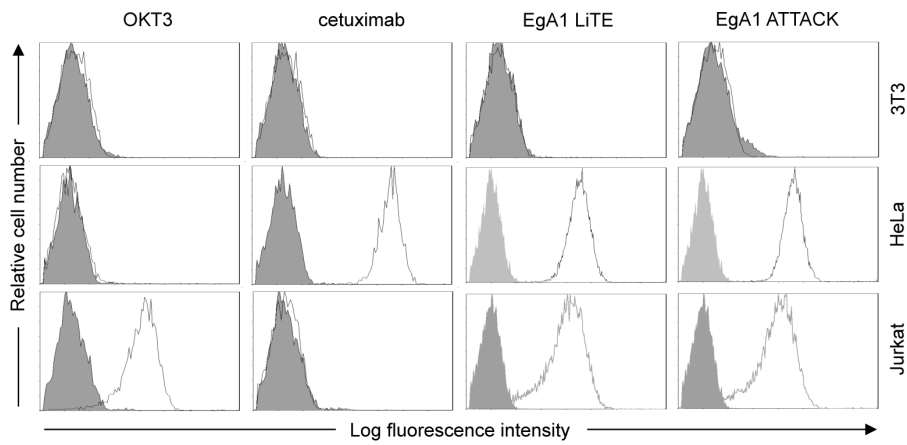 OKT3
cetuximab
EgA1 LiTE
EgA1 ATTACK
3T3
HeLa
Jurkat
Relative cell number
Log fluorescence intensity